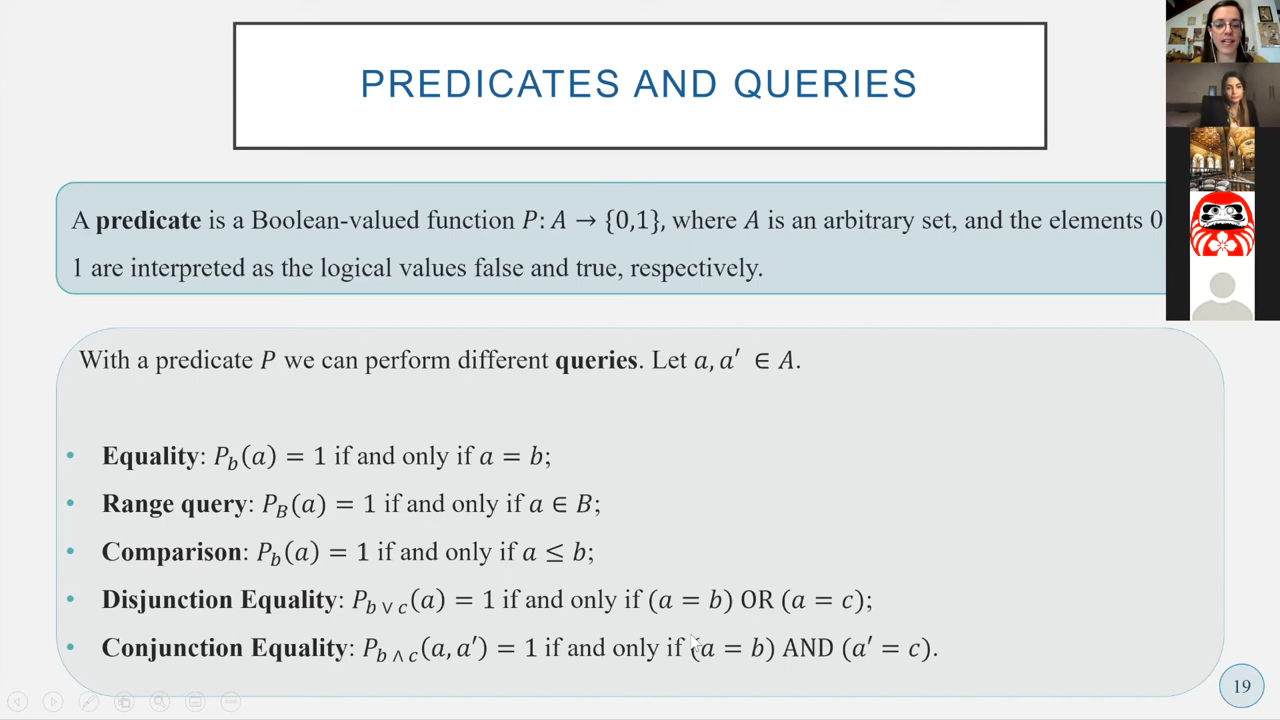 PREDICATES AND QUERIES
A predicate is a Boolean-valued function P: A → {0,1}, where A is an arbitrary set, and the elements 0
1 are interpreted as the logical values false and true, respectively.
With a predicate P we can perform different queries. Let a, a′ ∈ A.
• Equality: P_b(a) = 1 if and only if a = b;
• Range query: P_B(a) = 1 if and only if a ∈ B;
• Comparison: P_b(a) = 1 if and only if a ≤ b;
• Disjunction Equality: P_{b ∨ c}(a) = 1 if and only if (a = b) OR (a = c);
• Conjunction Equality: P_{b ∧ c}(a, a′) = 1 if and only if (a = b) AND (a′ = c).
19